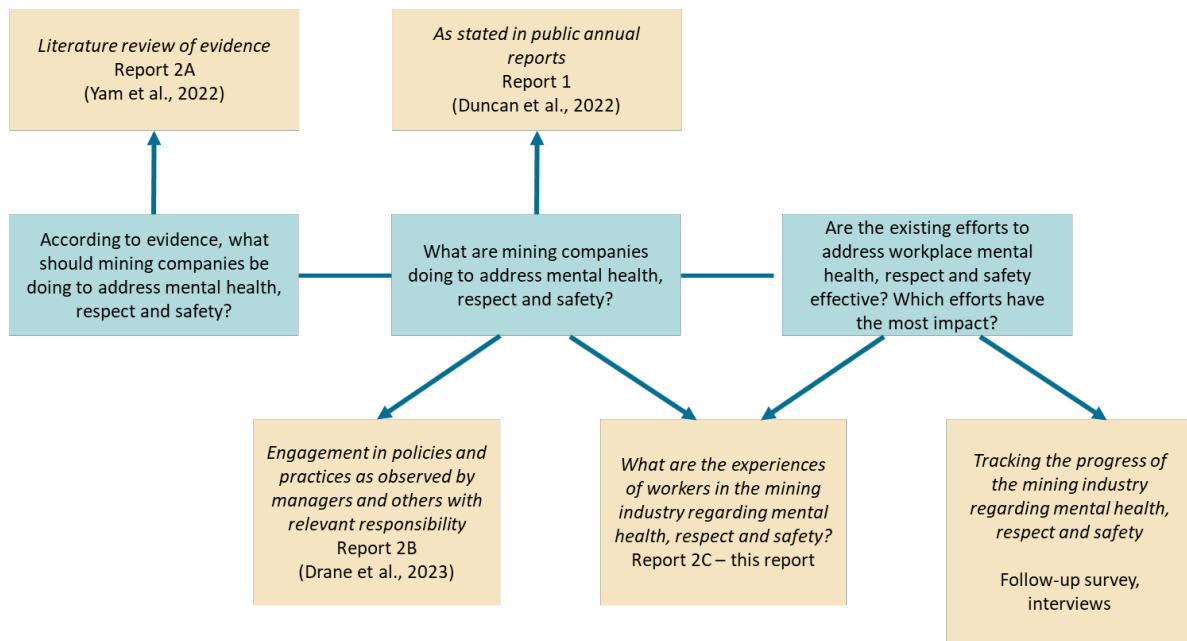 Literature review of evidence
Report 2A
(Yam et al., 2022)
As stated in public annual
reports
Report 1
(Duncan et al., 2022)
According to evidence, what
should mining companies be
doing to address mental health,
respect and safety?
What are mining companies
doing to address mental health,
respect and safety?
Are the existing efforts to
address workplace mental
health, respect and safety
effective? Which efforts have
the most impact?
Engagement in policies and
practices as observed by
managers and others with
relevant responsibility
Report 2B
(Drane et al., 2023)
What are the experiences
of workers in the mining
industry regarding mental
health, respect and safety?
Report 2C – this report
Tracking the progress of
the mining industry
regarding mental health,
respect and safety
Follow-up survey,
interviews